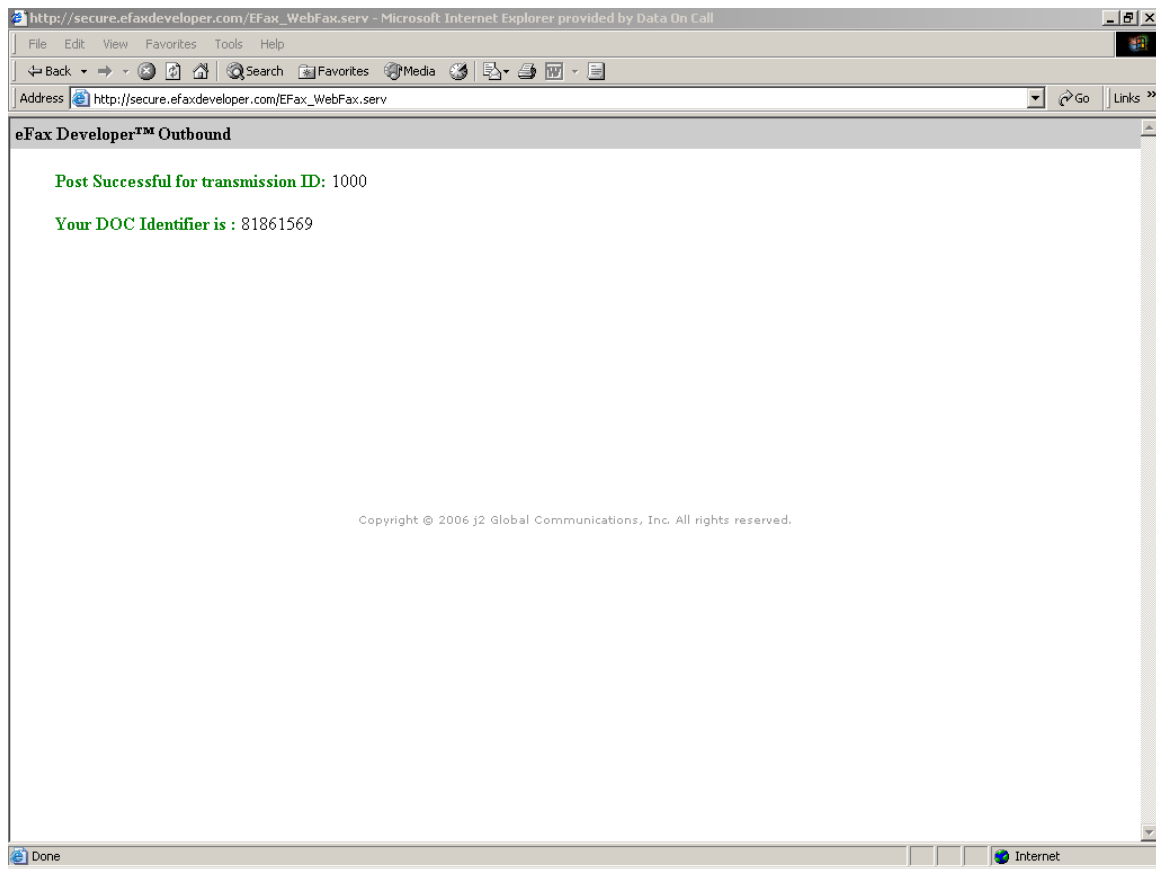 http://secure.efaxdeveloper.com/EFax_WebFax.serv - Microsoft Internet Explorer provided by Data On Call
File Edit View Favorites Tools Help
Back Search Favorites Media
Address http://secure.efaxdeveloper.com/EFax_WebFax.serv Go Links »
eFax Developer™ Outbound
Post Successful for transmission ID: 1000
Your DOC Identifier is : 81861569
Copyright © 2006 j2 Global Communications, Inc. All rights reserved.
Done Internet